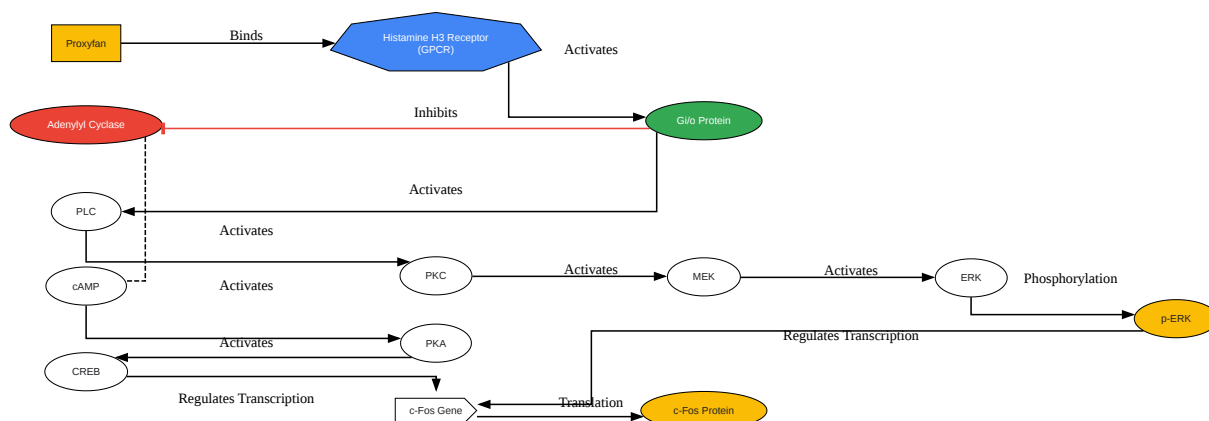 Proxyfan
Binds
Histamine H3 Receptor
(GPCR)
Activates
Adenylyl Cyclase
Inhibits
Gi/o Protein
Activates
PLC
Activates
PKC
Activates
MEK
Activates
ERK
Phosphorylation
cAMP
Activates
p-ERK
Regulates Transcription
Activates
PKA
CREB
Regulates Transcription
c-Fos Gene
Translation
c-Fos Protein